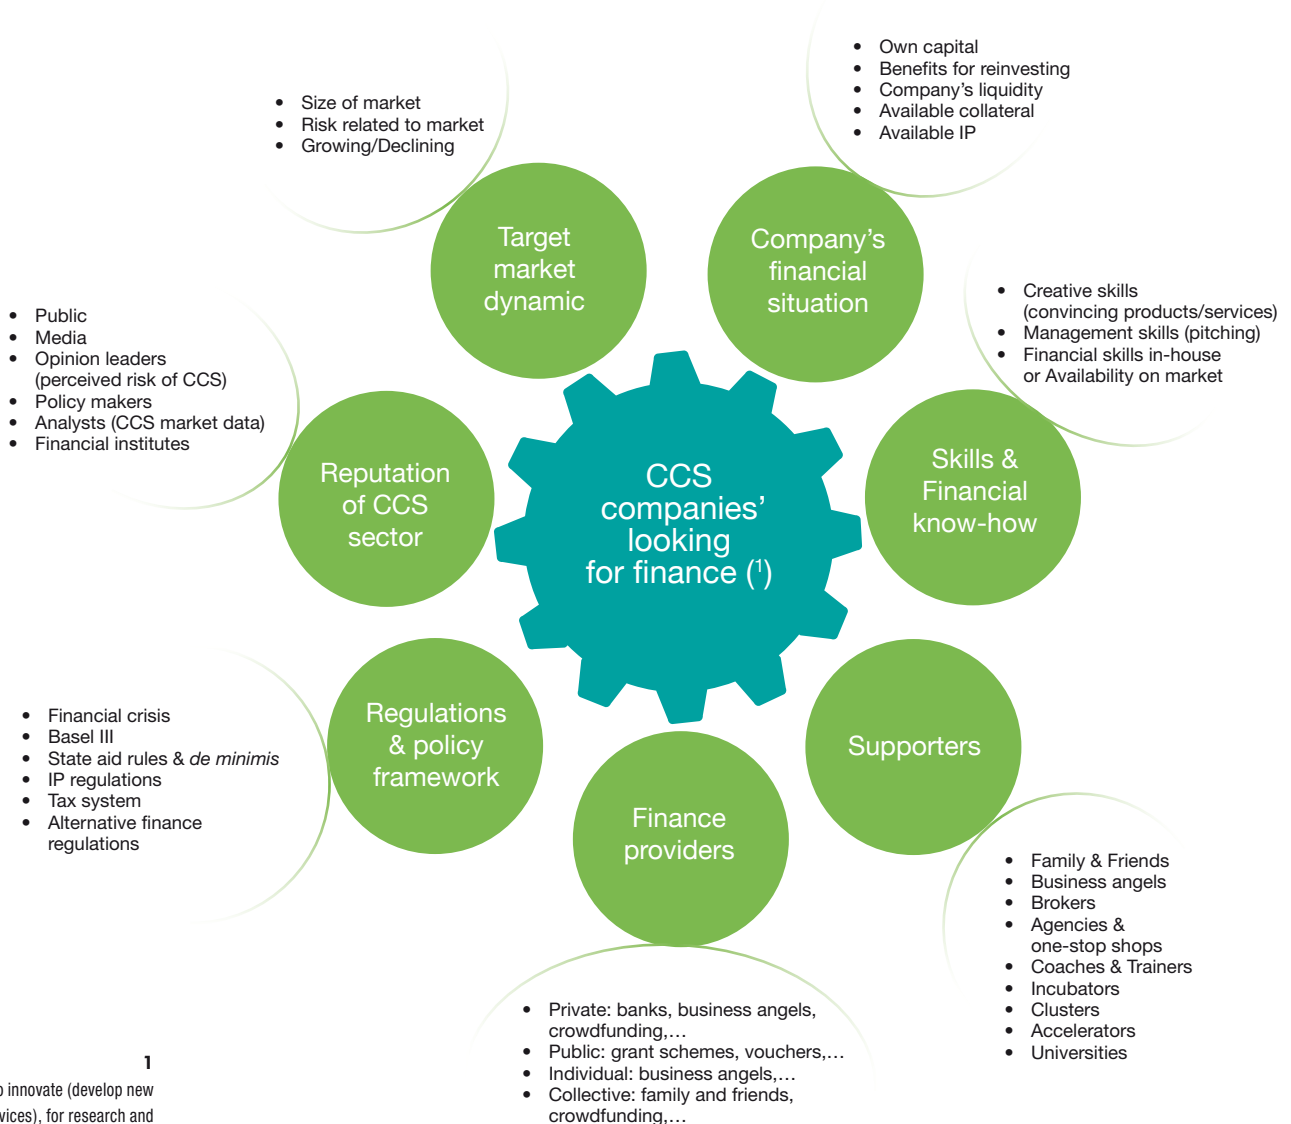 • Own capital
• Benefits for reinvesting
• Company’s liquidity
• Available collateral
• Available IP
• Size of market
• Risk related to market
• Growing/Declining
Target
market
dynamic
Company’s
financial
situation
• Creative skills
(convincing products/services)
• Management skills (pitching)
• Financial skills in-house
or Availability on market
• Public
• Media
• Opinion leaders
(perceived risk of CCS)
• Policy makers
• Analysts (CCS market data)
• Financial institutes
Reputation
of CCS
sector
CCS
companies’
looking
for finance (1)
Skills &
Financial
know-how
Regulations
& policy
framework
• Financial crisis
• Basel III
• State aid rules & de minimis
• IP regulations
• Tax system
• Alternative finance
regulations
Supporters
Finance
providers
• Family & Friends
• Business angels
• Brokers
• Agencies &
one-stop shops
• Coaches & Trainers
• Incubators
• Clusters
• Accelerators
• Universities
• Private: banks, business angels,
crowdfunding,…
• Public: grant schemes, vouchers,…
• Individual: business angels,…
• Collective: family and friends,
crowdfunding,…
1
o innovate (develop new
vices), for research and